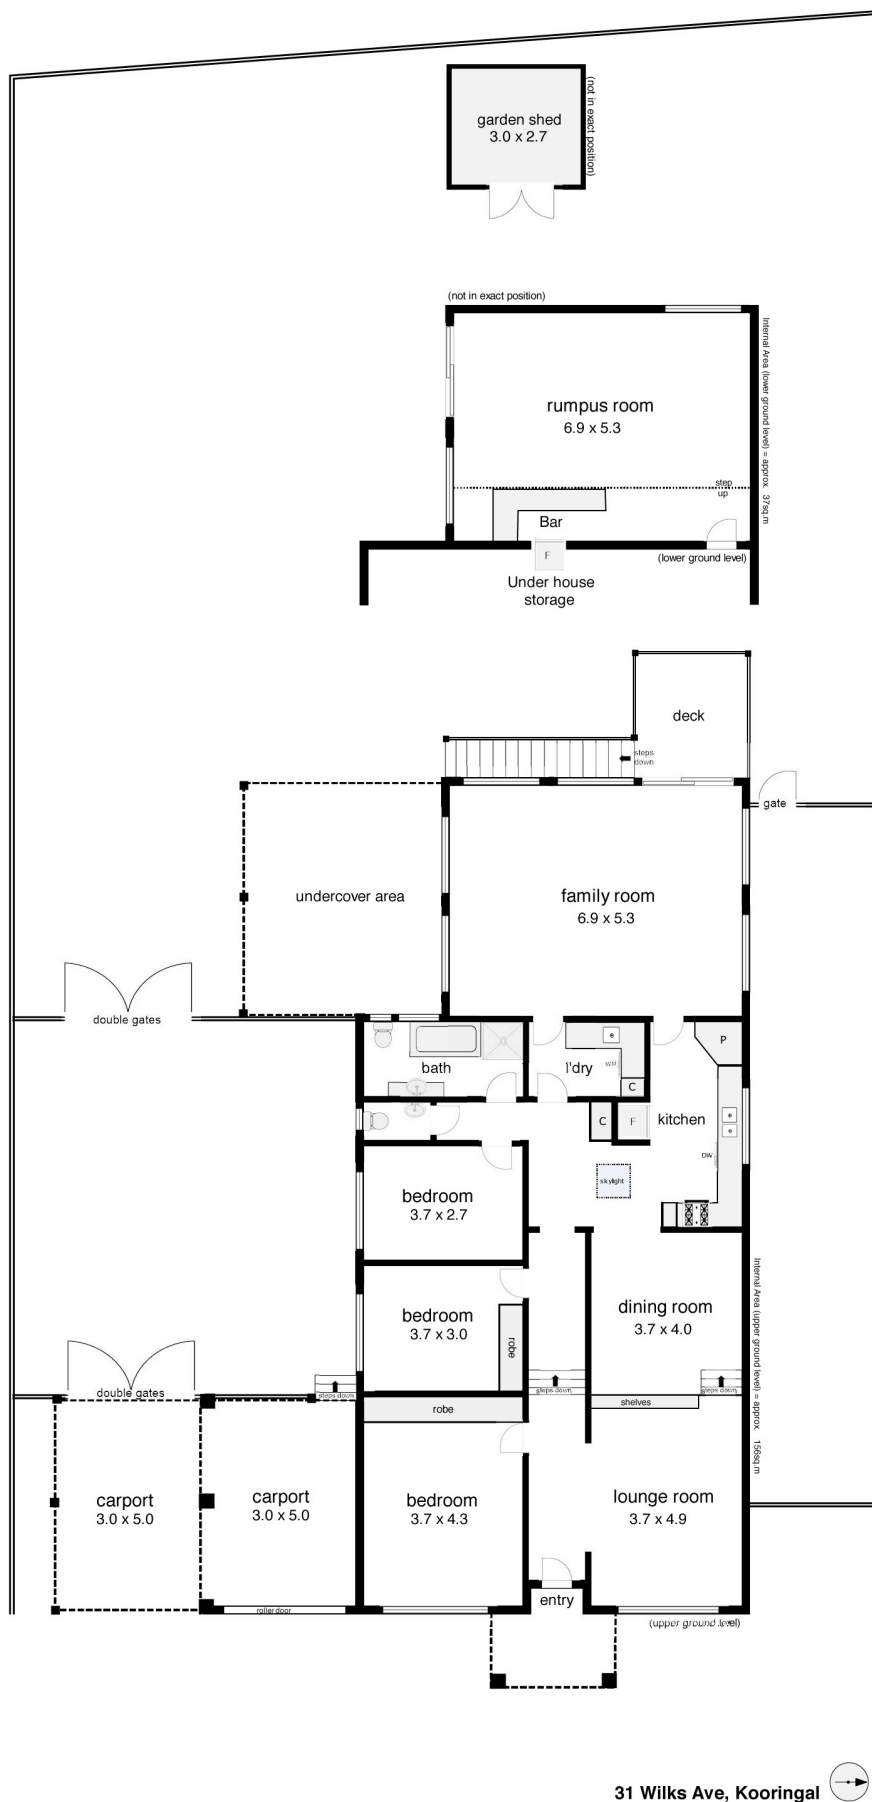 garden shed
3.0 x 2.7
(not in exact position)
(not in exact position)
rumpus room
6.9 x 5.3
Internal Area (lower ground level) = approx. 37sq.m
step
up
Bar
F
(lower ground level)
Under house
storage
deck
steps
down
gate
undercover area
family room
6.9 x 5.3
double gates
bath
l'dry
WM
C
P
kitchen
C
F
DW
skylight
bedroom
3.7 x 2.7
bedroom
3.7 x 3.0
robe
dining room
3.7 x 4.0
Internal Area (upper ground level) = approx. 156sq.m
double gates
steps down
steps down
steps down
robe
shelves
carport
3.0 x 5.0
carport
3.0 x 5.0
bedroom
3.7 x 4.3
lounge room
3.7 x 4.9
roller door
entry
(upper ground level)
31 Wilks Ave, Kooringal